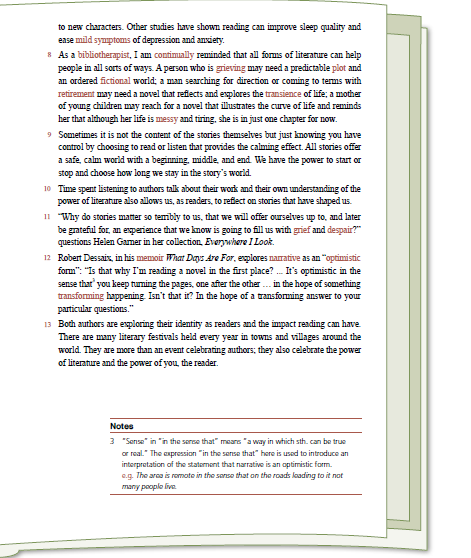 to new characters. Other studies have shown reading can improve sleep quality and
ease mild symptoms of depression and anxiety.
8 As a bibliotherapist, I am continually reminded that all forms of literature can help
people in all sorts of ways. A person who is grieving may need a predictable plot and
an ordered fictional world; a man searching for direction or coming to terms with
retirement may need a novel that reflects and explores the transience of life; a mother
of young children may reach for a novel that illustrates the curve of life and reminds
her that although her life is messy and tiring, she is in just one chapter for now.
9 Sometimes it is not the content of the stories themselves but just knowing you have
control by choosing to read or listen that provides the calming effect. All stories offer
a safe, calm world with a beginning, middle, and end. We have the power to start or
stop and choose how long we stay in the story's world.
10 Time spent listening to authors talk about their work and their own understanding of the
power of literature also allows us, as readers, to reflect on stories that have shaped us.
11 "Why do stories matter so terribly to us, that we will offer ourselves up to, and later
be grateful for, an experience that we know is going to fill us with grief and despair?"
questions Helen Garner in her collection, Everywhere I Look.
12 Robert Dessaix, in his memoir What Days Are For, explores narrative as an "optimistic
form": "Is that why I'm reading a novel in the first place? ... It's optimistic in the
sense that³ you keep turning the pages, one after the other ... in the hope of something
transforming happening. Isn't that it? In the hope of a transforming answer to your
particular questions."
13 Both authors are exploring their identity as readers and the impact reading can have.
There are many literary festivals held every year in towns and villages around the
world. They are more than an event celebrating authors; they also celebrate the power
of literature and the power of you, the reader.
Notes
3 "Sense" in "in the sense that" means "a way in which sth. can be true
or real." The expression "in the sense that" here is used to introduce an
interpretation of the statement that narrative is an optimistic form.
e.g. The area is remote in the sense that on the roads leading to it not
many people live.